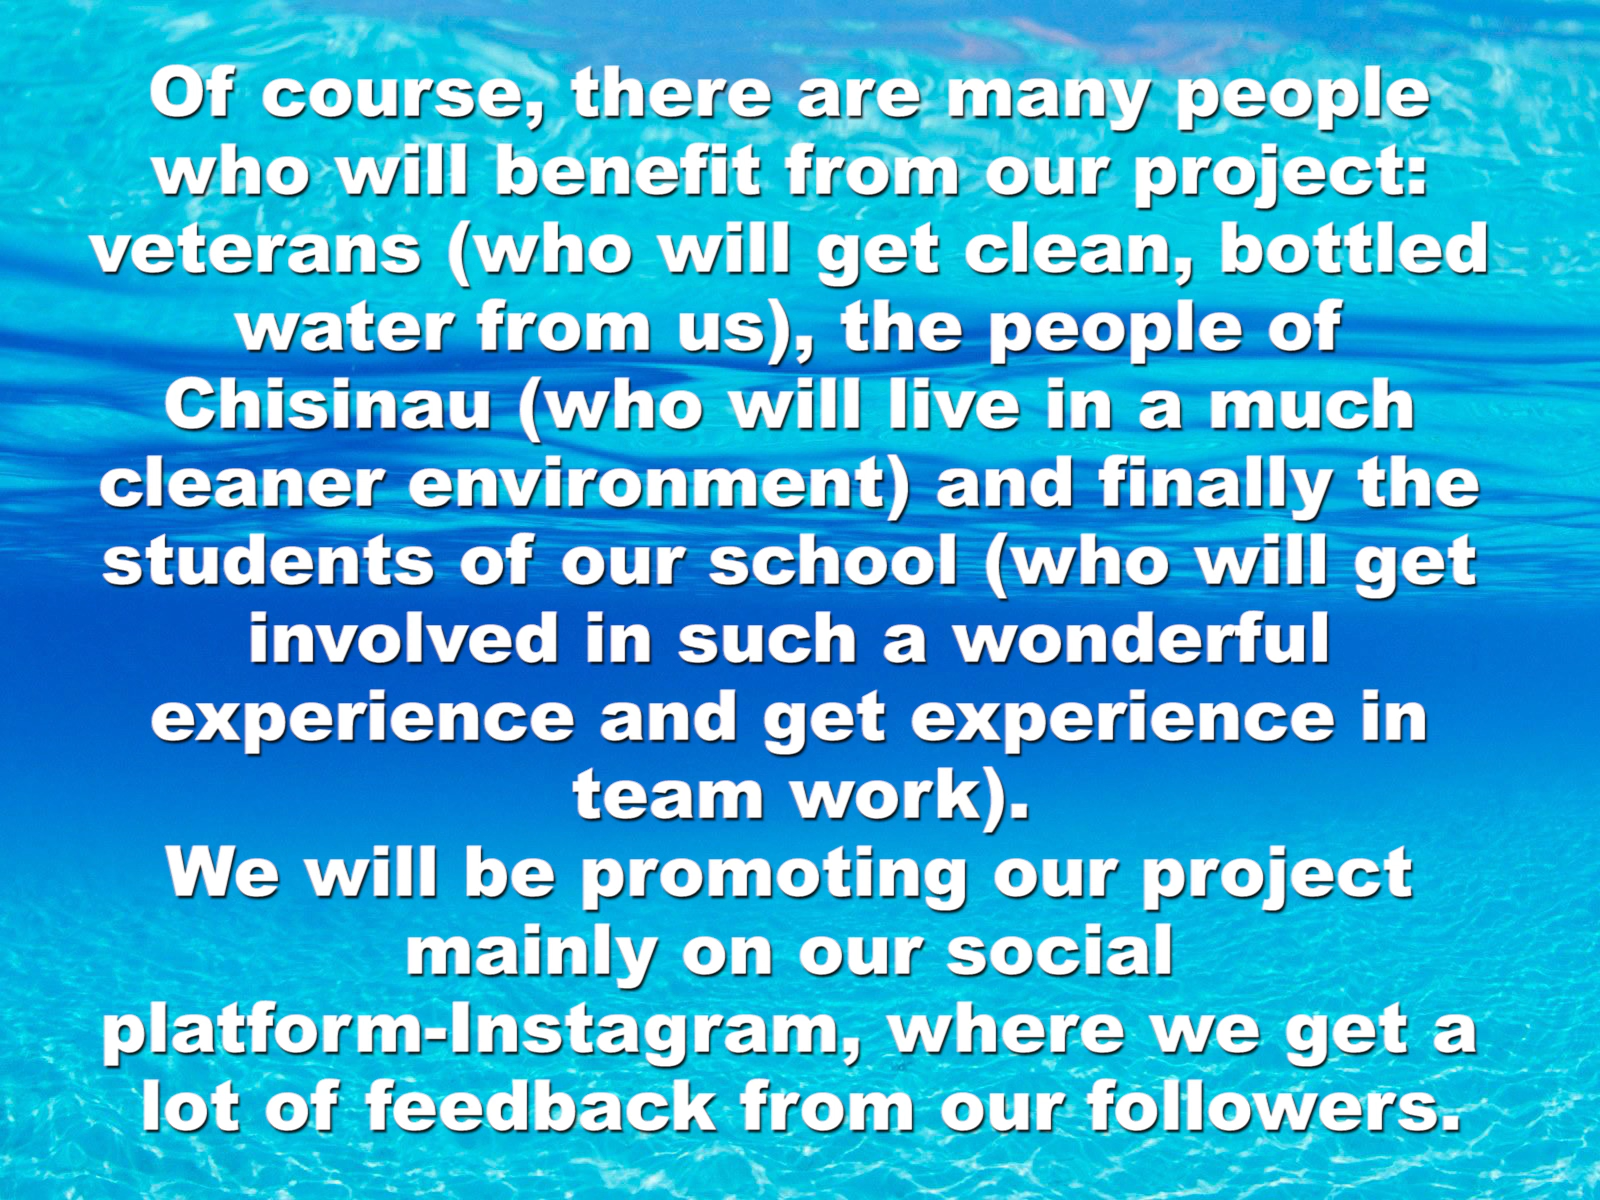 Of course, there are many people
who will benefit from our project:
veterans (who will get clean, bottled
water from us), the people of
Chisinau (who will live in a much
cleaner environment) and finally the
students of our school (who will get
involved in such a wonderful
experience and get experience in
team work).
We will be promoting our project
mainly on our social
platform-Instagram, where we get a
lot of feedback from our followers.